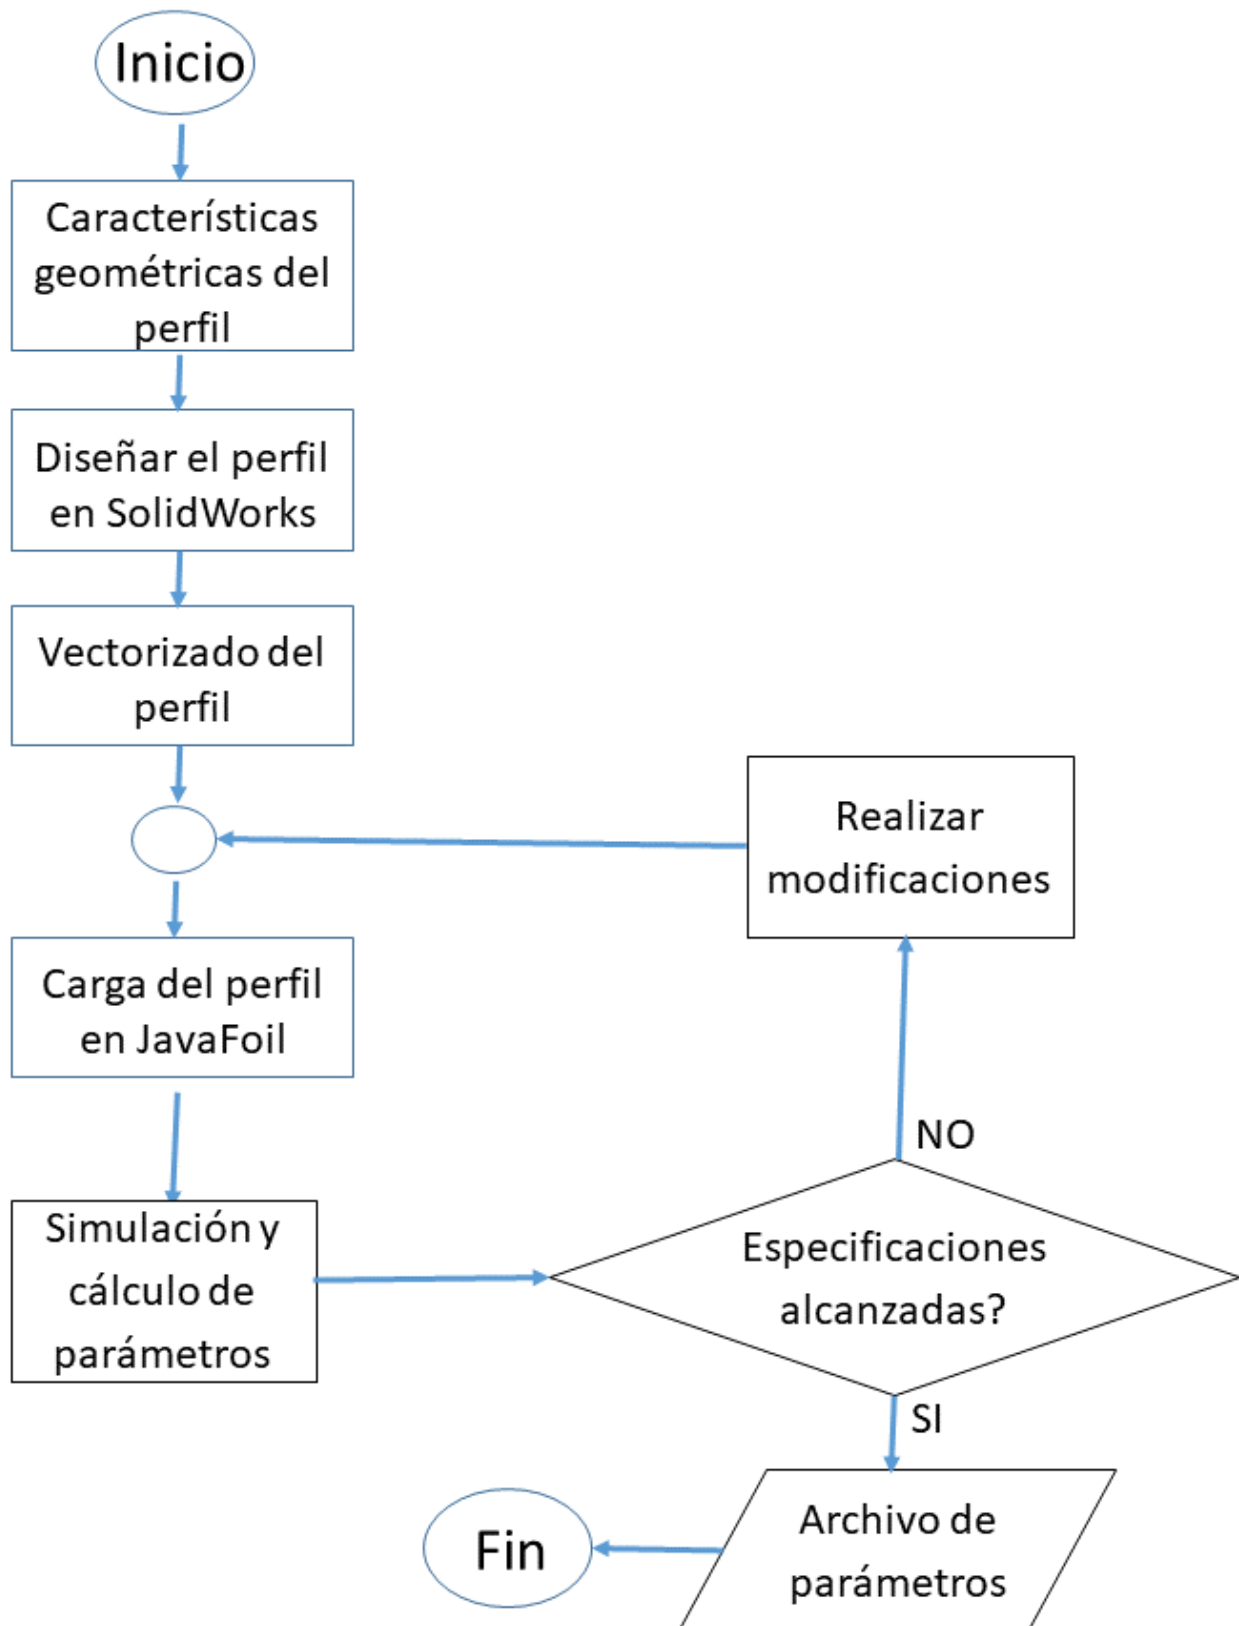 Inicio
Características
geométricas del
perfil
Diseñar el perfil
en SolidWorks
Vectorizado del
perfil
Realizar
modificaciones
Carga del perfil
en JavaFoil
NO
Simulación y
cálculo de
parámetros
Especificaciones
alcanzadas?
SI
Archivo de
parámetros
Fin